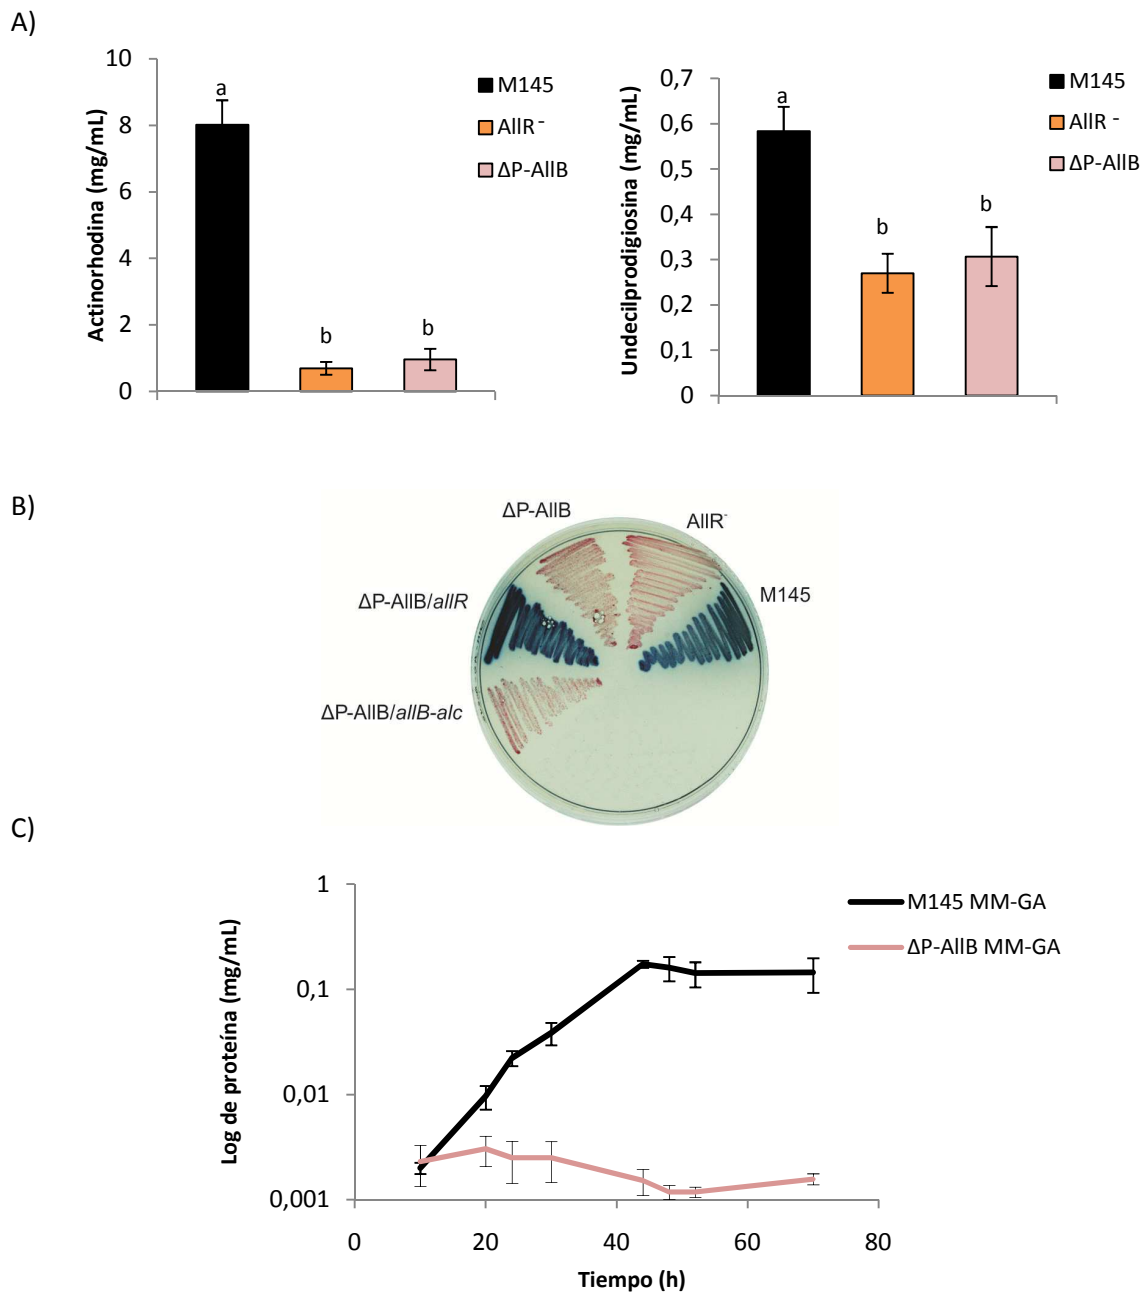 A)
Actinorhodina (mg/mL)
10
8
6
4
2
0
a
b
b
M145
AllR -
ΔP-AllB
Undecilprodigiosina (mg/mL)
0,7
0,6
0,5
0,4
0,3
0,2
0,1
0
a
b
b
M145
AllR -
ΔP-AllB
B)
ΔP-AllB
AllR-
ΔP-AllB/allR
M145
ΔP-AllB/allB-alc
C)
Log de proteína (mg/mL)
1
0,1
0,01
0,001
0
20
40
60
80
Tiempo (h)
M145 MM-GA
ΔP-AllB MM-GA